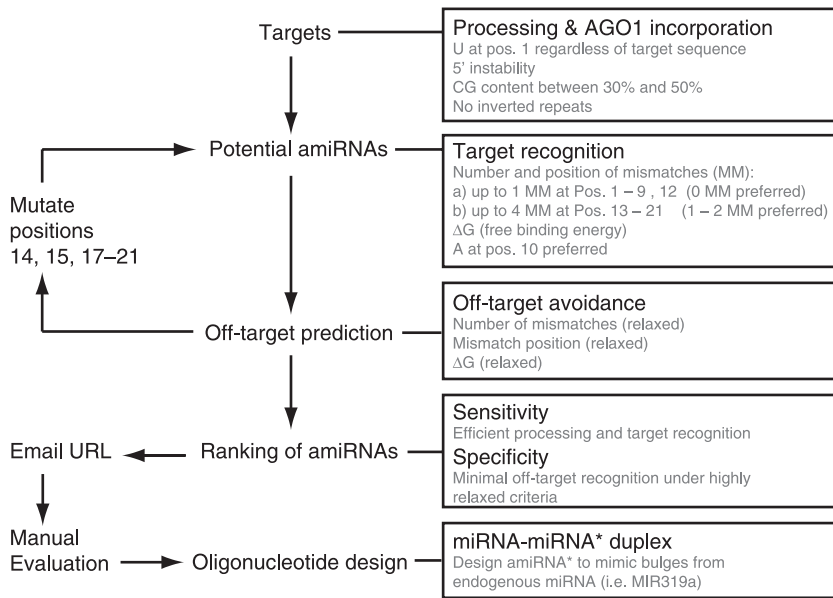 Targets
Processing & AGO1 incorporation
U at pos. 1 regardless of target sequence
5' instability
CG content between 30% and 50%
No inverted repeats
Potential amiRNAs
Target recognition
Number and position of mismatches (MM):
a) up to 1 MM at Pos. 1 – 9 , 12 (0 MM preferred)
b) up to 4 MM at Pos. 13 – 21 (1 – 2 MM preferred)
ΔG (free binding energy)
A at pos. 10 preferred
Mutate
positions
14, 15, 17–21
Off-target prediction
Off-target avoidance
Number of mismatches (relaxed)
Mismatch position (relaxed)
ΔG (relaxed)
Ranking of amiRNAs
Sensitivity
Efficient processing and target recognition
Specificity
Minimal off-target recognition under highly
relaxed criteria
Email URL
Manual
Evaluation
Oligonucleotide design
miRNA-miRNA* duplex
Design amiRNA* to mimic bulges from
endogenous miRNA (i.e. MIR319a)